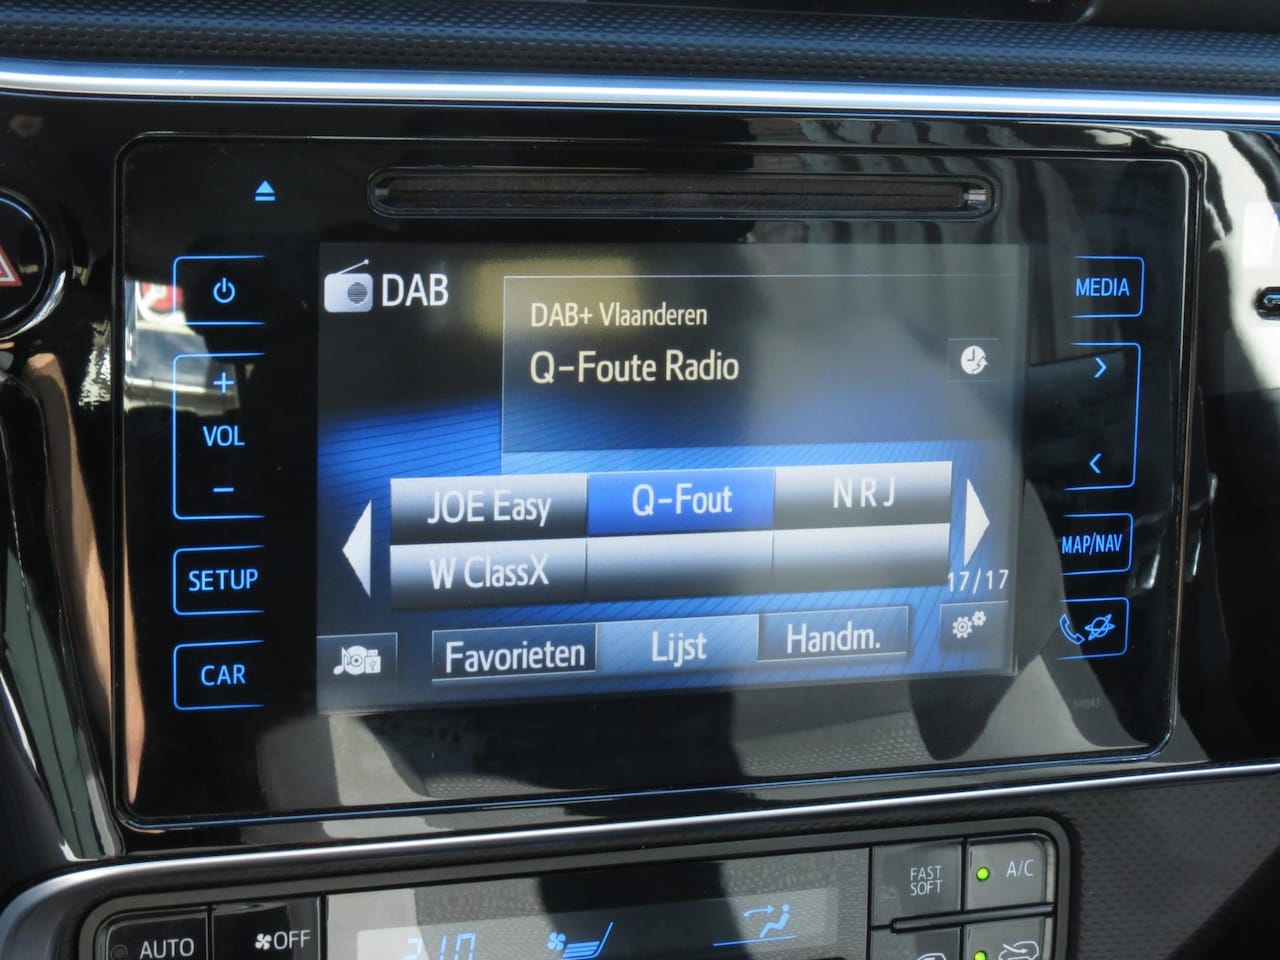 DAB
DAB+ Vlaanderen
Q-Foute Radio
JOE Easy
Q-Fout
NRJ
W ClassX
17/17
Favorieten
Lijst
Handm.
+
VOL
-
SETUP
CAR
MEDIA
>
<
MAP/NAV
FAST
SOFT
A/C
AUTO
OFF